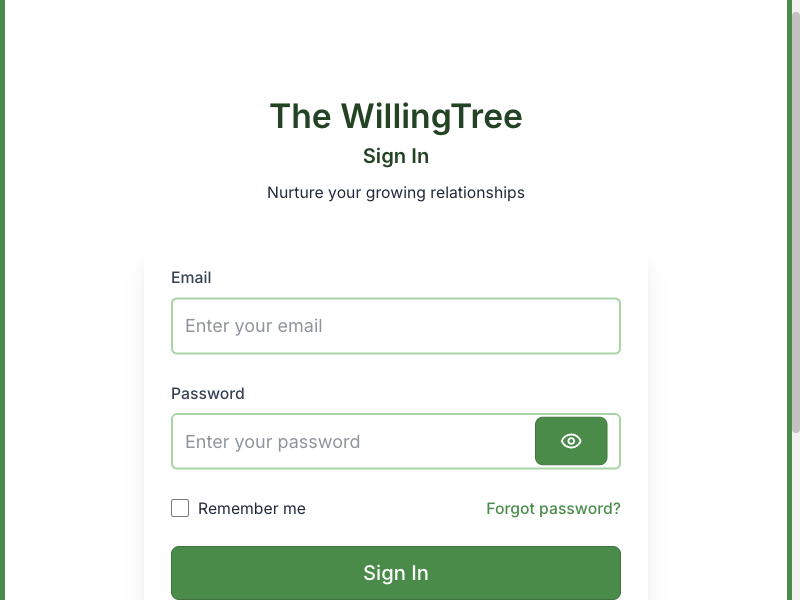 The WillingTree
Sign In
Nurture your growing relationships
Email
Enter your email
Password
Enter your password
Remember me
Forgot password?
Sign In